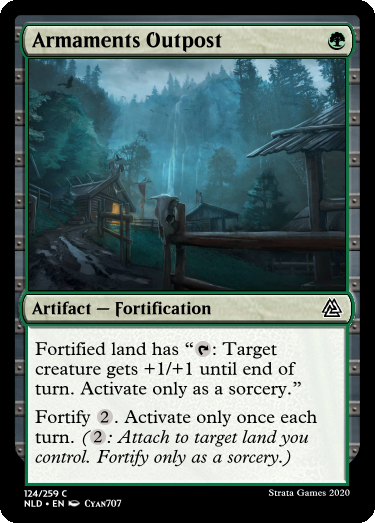 Armaments Outpost
Artifact — Fortification
Fortified land has “: Target
creature gets +1/+1 until end of
turn. Activate only as a sorcery.”
Fortify 2. Activate only once each
turn. (2: Attach to target land you
control. Fortify only as a sorcery.)
124/259 C
Strata Games 2020
NLD • EN Cyan707